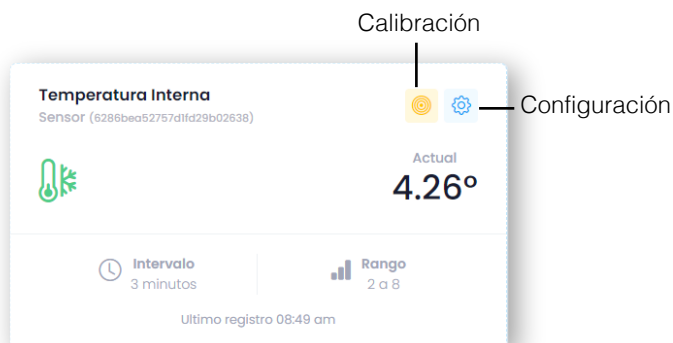 Calibración
Temperatura Interna
Configuración
Sensor (6286bea52757d1fd29b02638)
Actual
4.26º
Intervalo
Rango
3 minutos
2 a 8
Ultimo registro 08:49 am